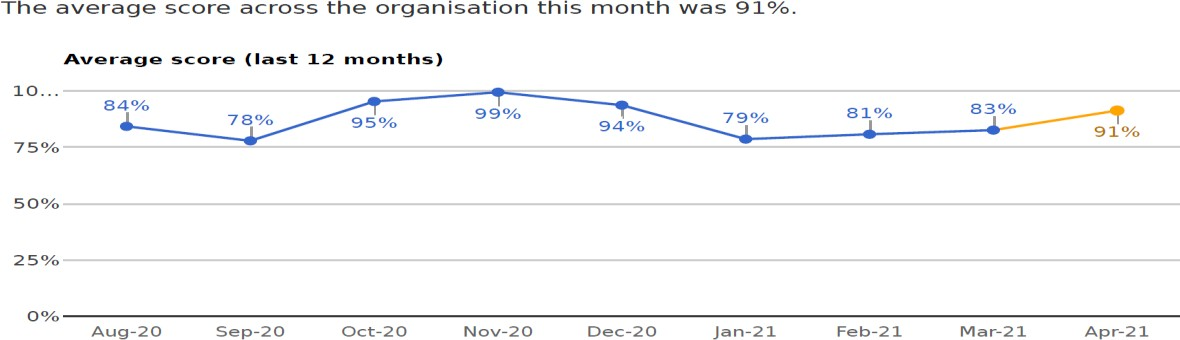 The average score across the organisation this month was 91%.
Average score (last 12 months)
10...
84% 78% 95% 99% 94% 79% 81% 83% 91%
75%
50%
25%
0%
Aug-20 Sep-20 Oct-20 Nov-20 Dec-20 Jan-21 Feb-21 Mar-21 Apr-21